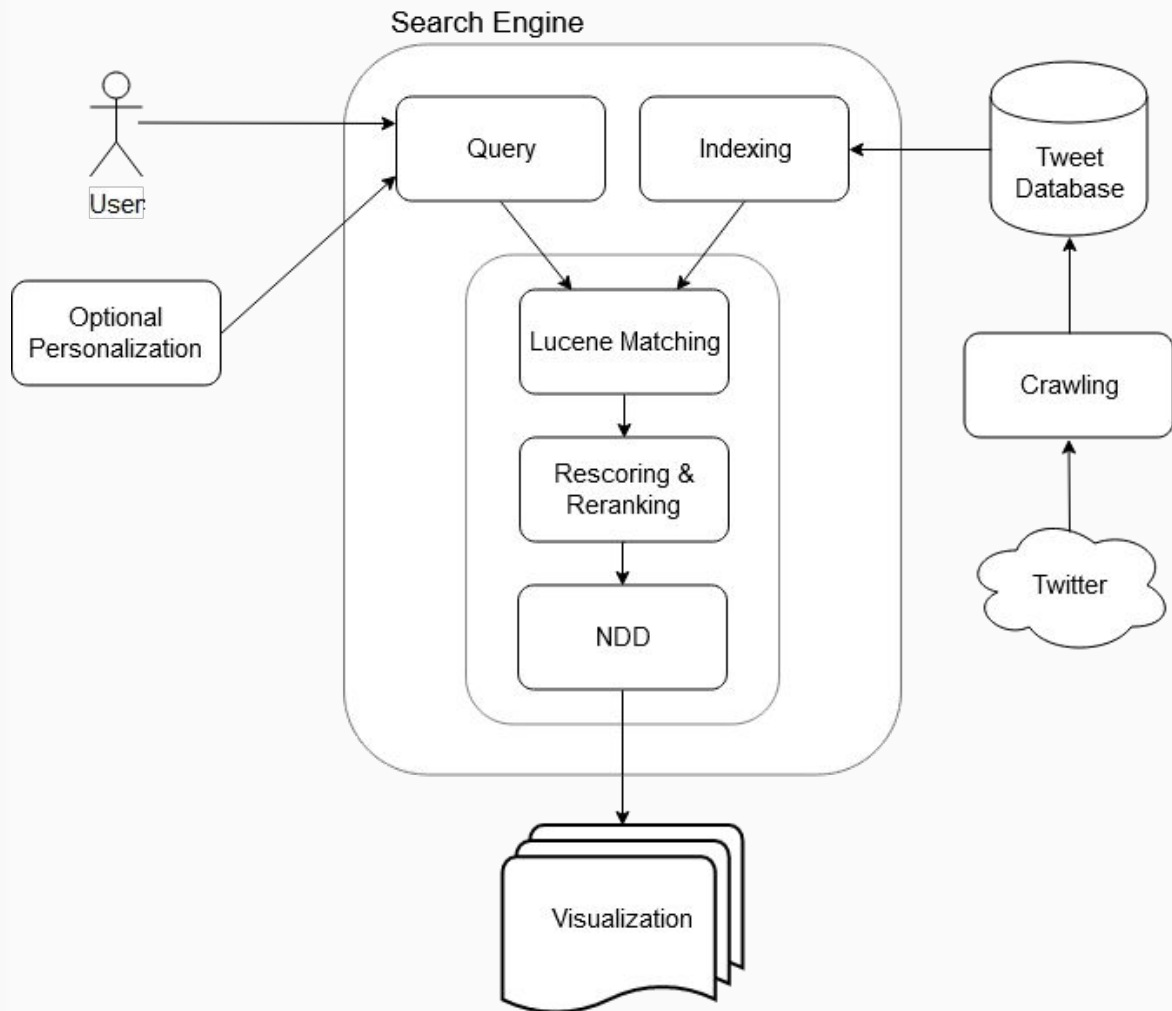 Search Engine
User
Query
Indexing
Tweet
Database
Optional
Personalization
Lucene Matching
Crawling
Rescoring &
Reranking
Twitter
NDD
Visualization